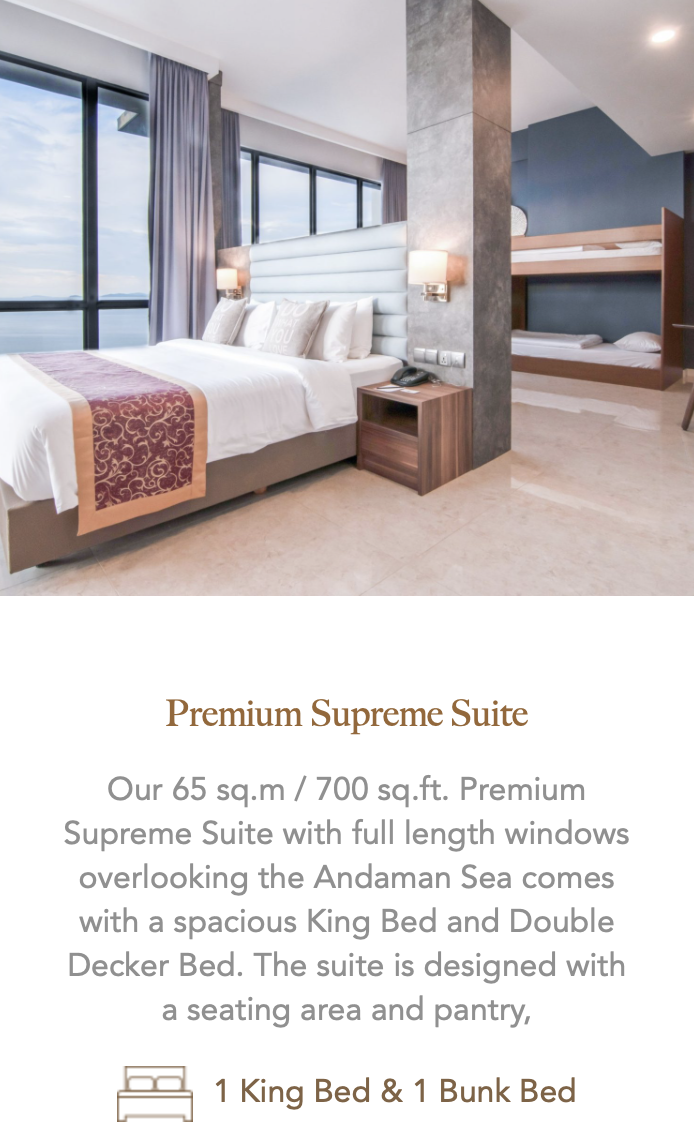 Premium Supreme Suite
Our 65 sq.m / 700 sq.ft. Premium
Supreme Suite with full length windows
overlooking the Andaman Sea comes
with a spacious King Bed and Double
Decker Bed. The suite is designed with
a seating area and pantry,
1 King Bed & 1 Bunk Bed